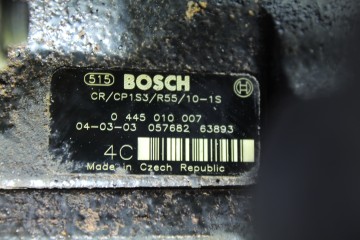 515 BOSCH
CR/CP1S3/R55/10-1S
0 445 010 007
04-03-03 057682 63893
4C
Made in Czech Republic